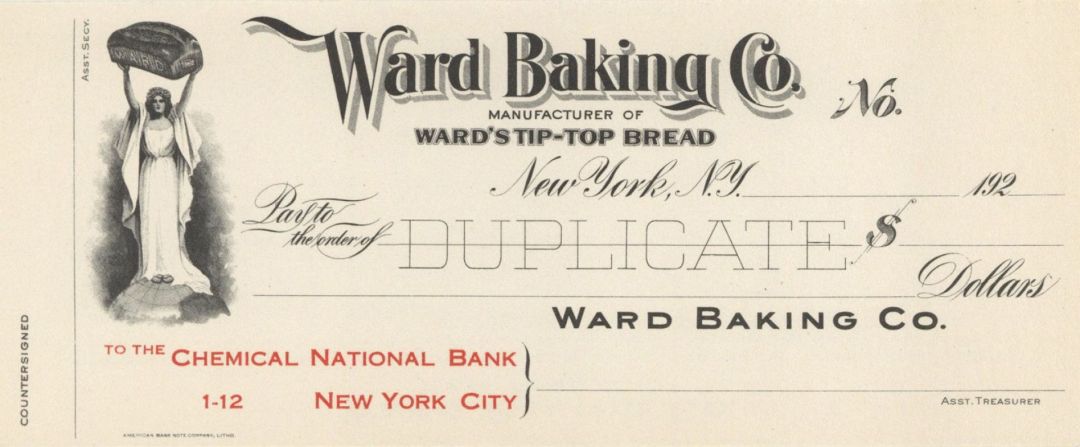 COUNTERSIGNED
ASST. SECY.
WARD
Ward Baking Co.
MANUFACTURER OF
WARD'S TIP-TOP BREAD
No.
New York, N.Y. 192
Pay to
the order of DUPLICATE $
Dollars
WARD BAKING CO.
TO THE CHEMICAL NATIONAL BANK
1-12 NEW YORK CITY
ASST. TREASURER
AMERICAN BANK NOTE COMPANY, LITHO.